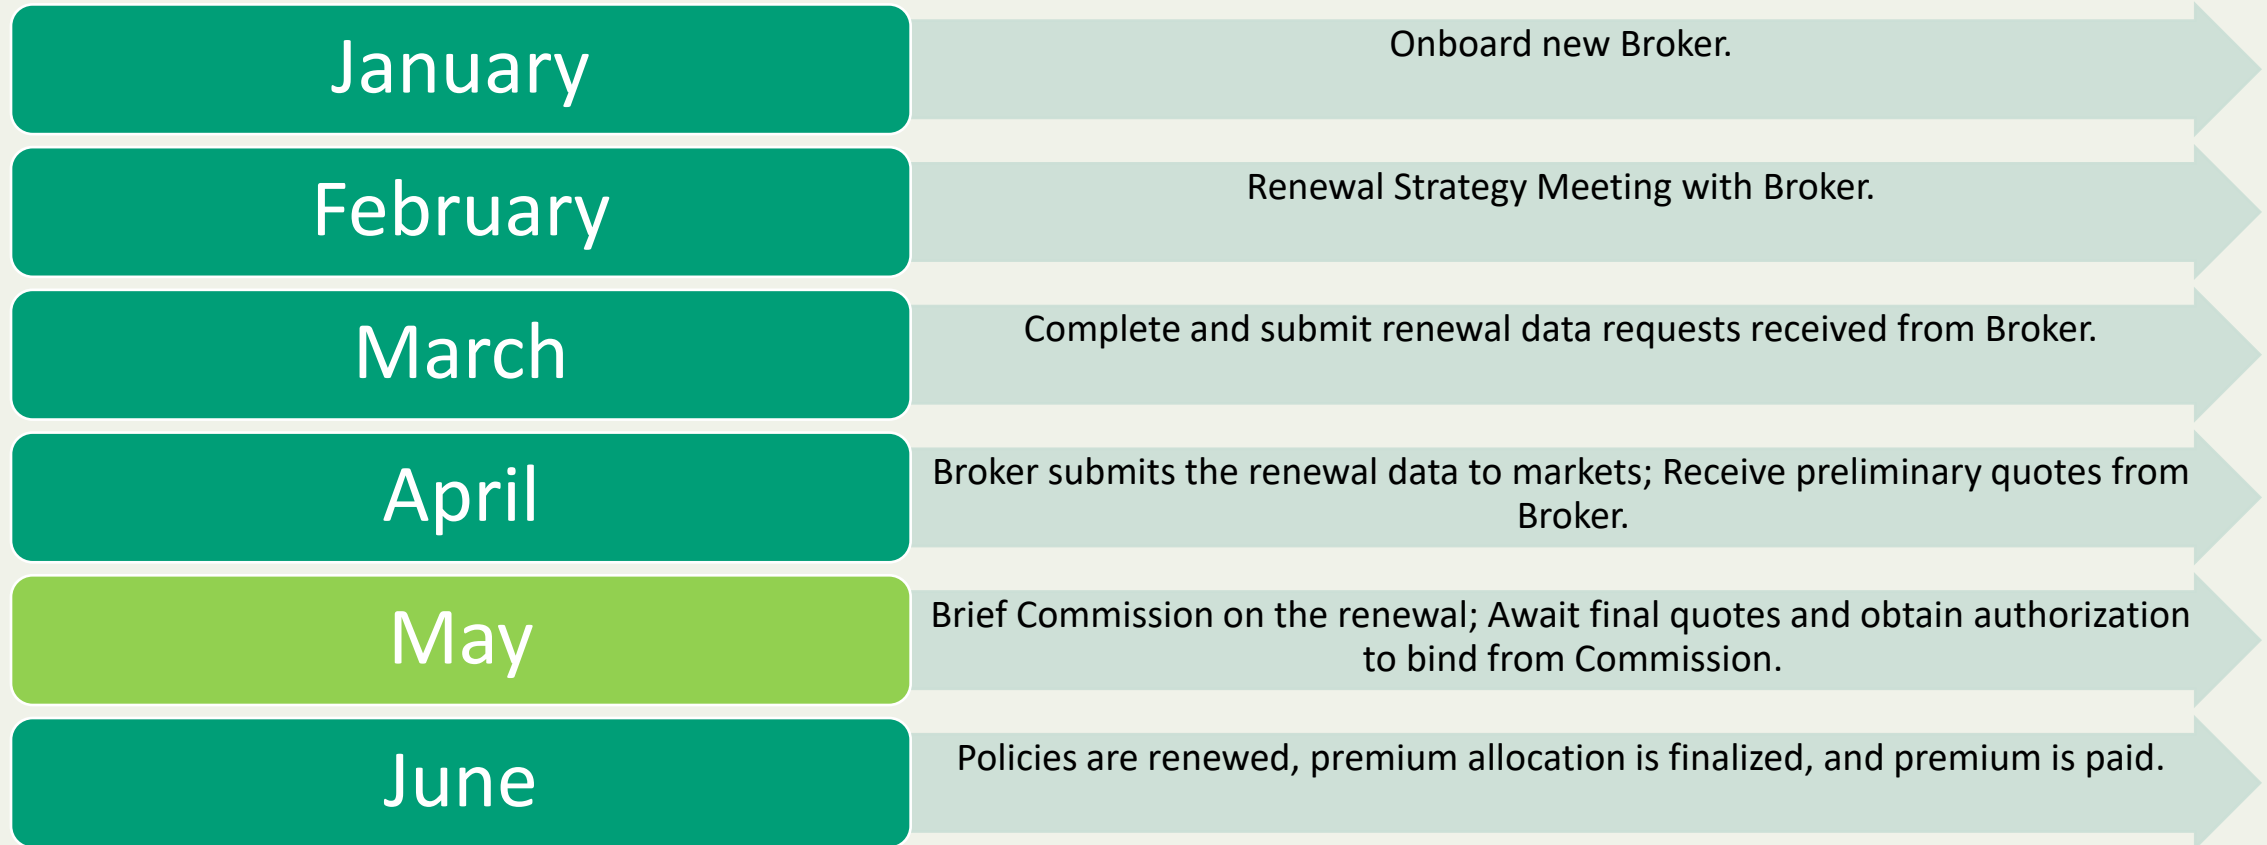 January
Onboard new Broker.
February
Renewal Strategy Meeting with Broker.
March
Complete and submit renewal data requests received from Broker.
April
Broker submits the renewal data to markets; Receive preliminary quotes from
Broker.
May
Brief Commission on the renewal; Await final quotes and obtain authorization
to bind from Commission.
June
Policies are renewed, premium allocation is finalized, and premium is paid.